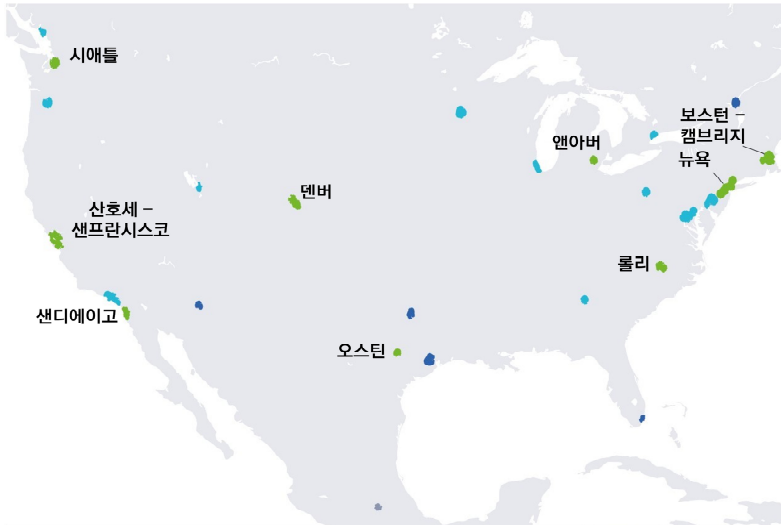 시애틀
보스턴 –
캠브리지
앤아버
뉴욕
덴버
산호세 –
샌프란시스코
롤리
샌디에이고
오스틴